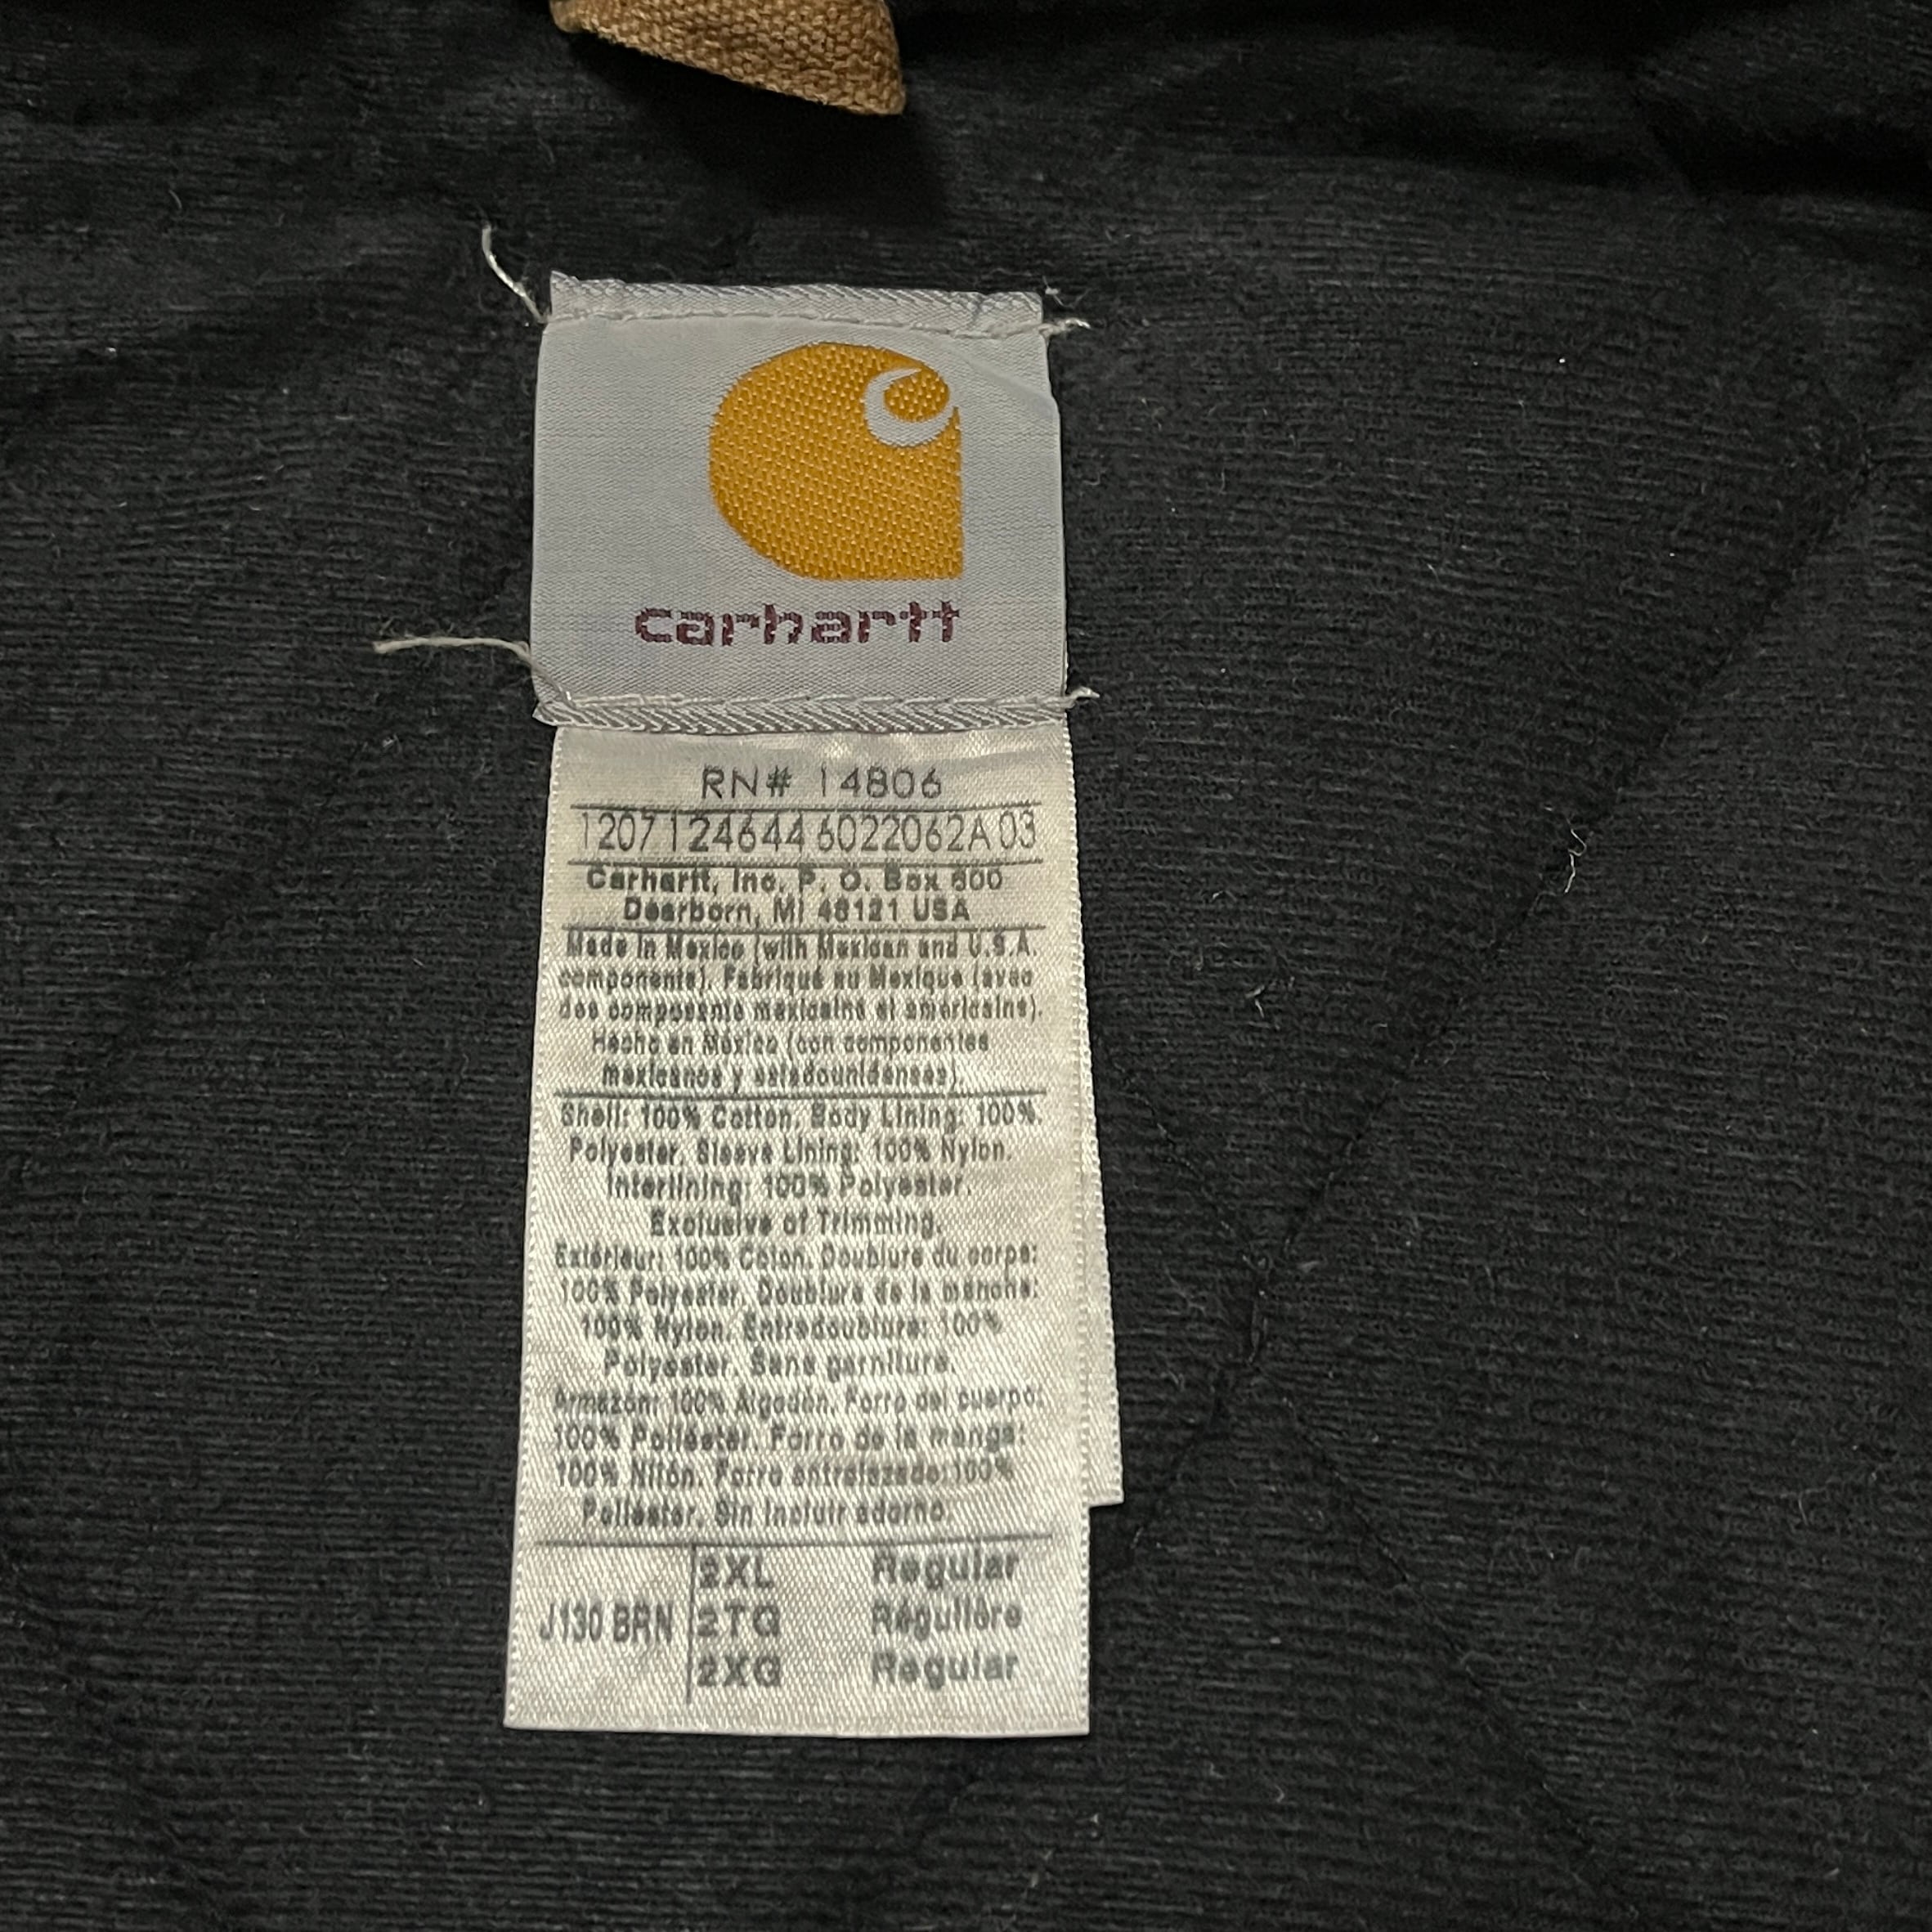 carhartt
RN# 14806
1207124644 6022062A 03
Carhartt, Inc. P. O. Box 600
Dearborn, MI 48121 USA
Made in Mexico (with Mexican and U.S.A.
components). Fabriqué au Mexique (avec
des composants mexicains et américains).
Hecho en México (con componentes
mexicanos y estadounidenses).
Shell: 100% Cotton. Body Lining: 100%.
Polyester. Sleeve Lining: 100% Nylon.
Interlining: 100% Polyester.
Exclusive of Trimming.
Extérieur: 100% Coton. Doublure du corps:
100% Polyester. Doublure de la manche:
100% Nylon. Entredoublure: 100%
Polyester. Sans garniture.
Armazón: 100% Algodón. Forro del cuerpo:
100% Poliéster. Forro de la manga:
100% Nilón. Forro entrelazado: 100%
Poliéster. Sin incluir adorno.
J130 BRN
2XL Regular
2TG Régulière
2XG Regular